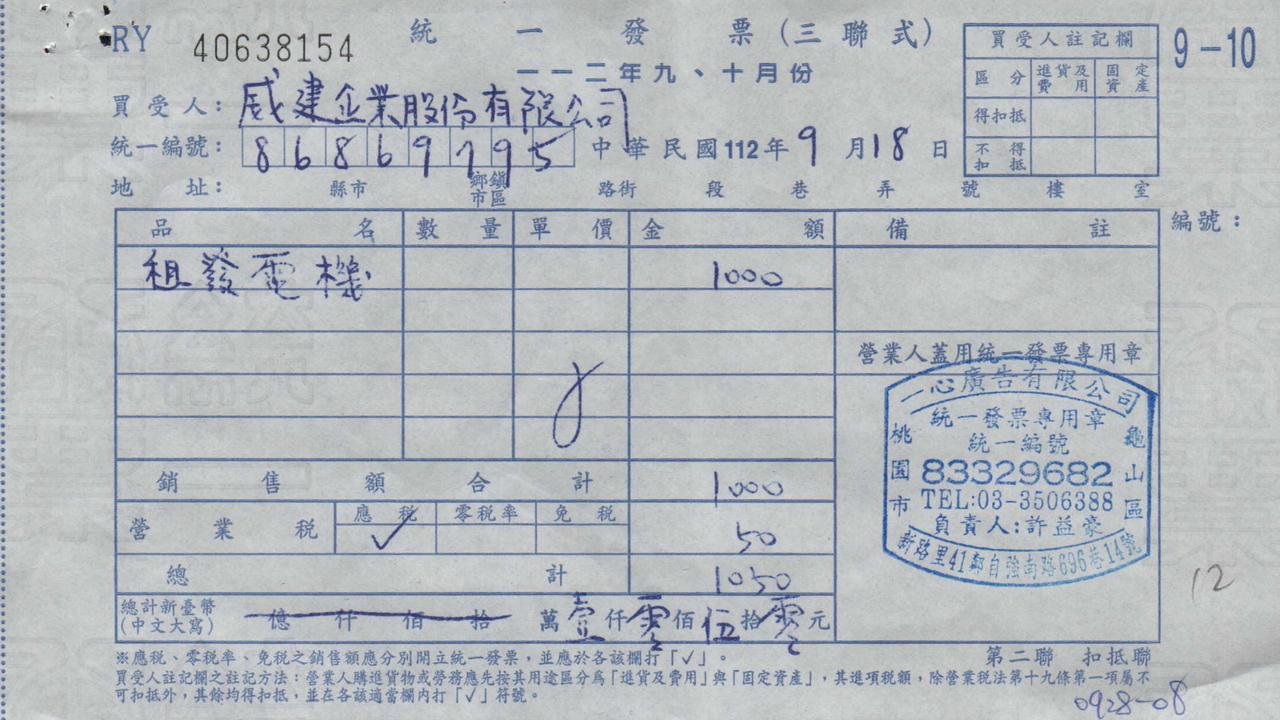 RY 40638154 統一發票(三聯式) 9-10
一一二年九、十月份
買受人註記欄
區分 進貨及費用 固定資產
得扣抵
不得扣抵
買受人: 威建企業股份有限公司
統一編號: 86869795 中華民國112年9月18日
地址: 縣市 鄉鎮市區 路街 段 巷 弄 號 樓 室
品名 數量 單價 金額 備註 編號:
租發電機 1000
營業人蓋用統一發票專用章
一心廣告有限公司
統一發票專用章
統一編號
桃園市 83329682 龜山區
TEL:03-3506388
負責人:許益豪
新路里41鄰自強南路696巷14號
銷售額合計 1000
營業稅 應稅 零稅率 免稅
✓ 50
總計 1050
12
總計新臺幣(中文大寫) 億仟佰拾萬壹仟零佰伍拾零元
※應稅、零稅率、免稅之銷售額應分別開立統一發票,並應於各該欄打「✓」。 第二聯 扣抵聯
買受人註記欄之註記方法:營業人購進貨物或勞務應先按其用途區分為「進貨及費用」與「固定資產」,其進項稅額,除營業稅法第十九條第一項屬不
可扣抵外,其餘均得扣抵,並在各該適當欄內打「✓」符號。
0928-08